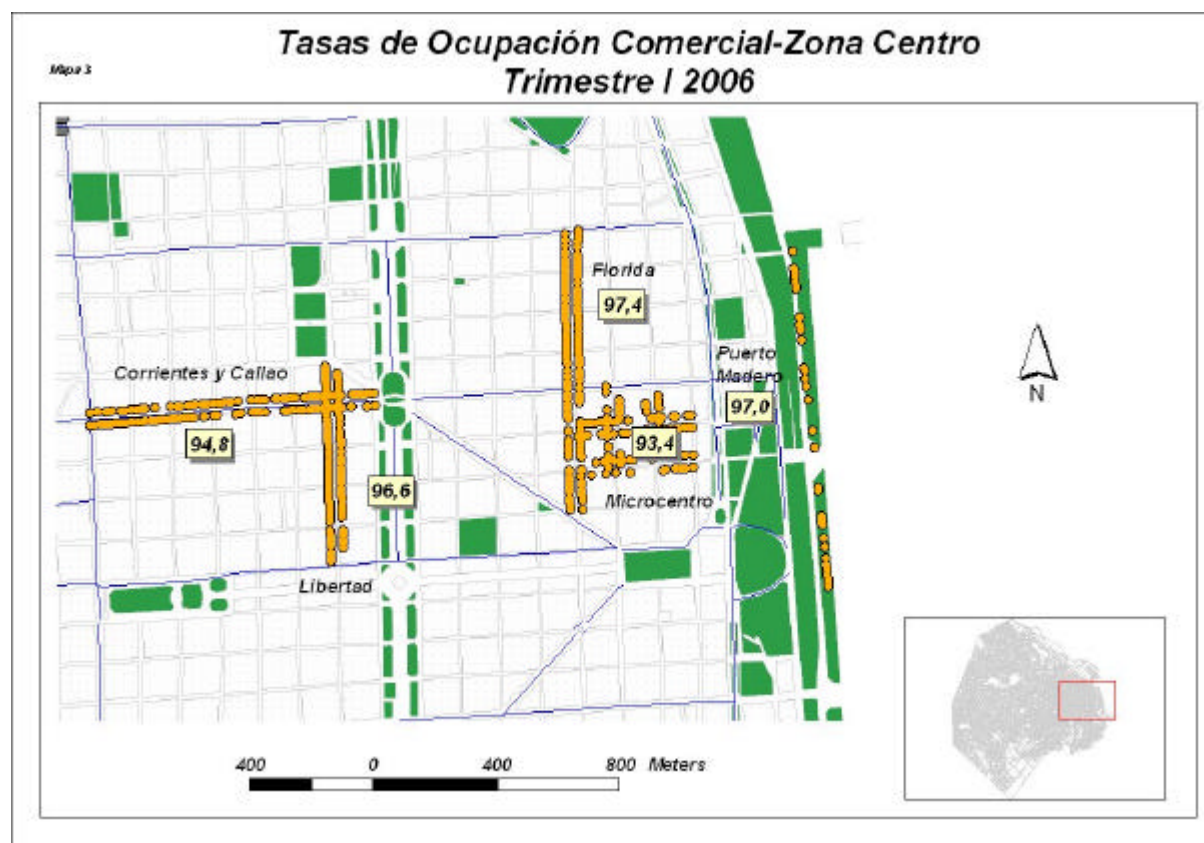 Tasas de Ocupación Comercial-Zona Centro
Trimestre I 2006
Mapa 3
Florida
97,4
Corrientes y Callao
94,8
Puerto
Madero
97,0
93,4
96,6
Microcentro
Libertad
N
400 0 400 800 Meters